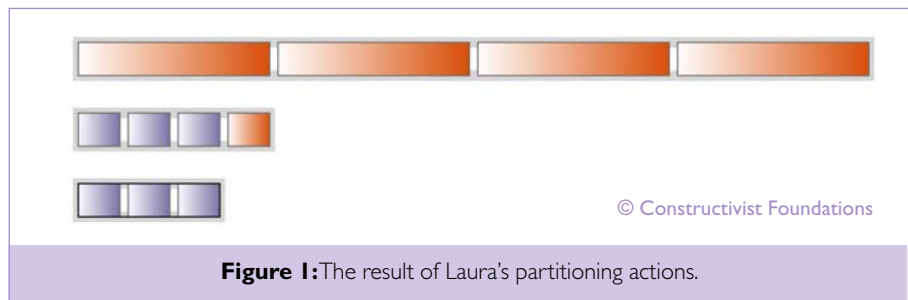 © Constructivist Foundations
Figure 1: The result of Laura's partitioning actions.